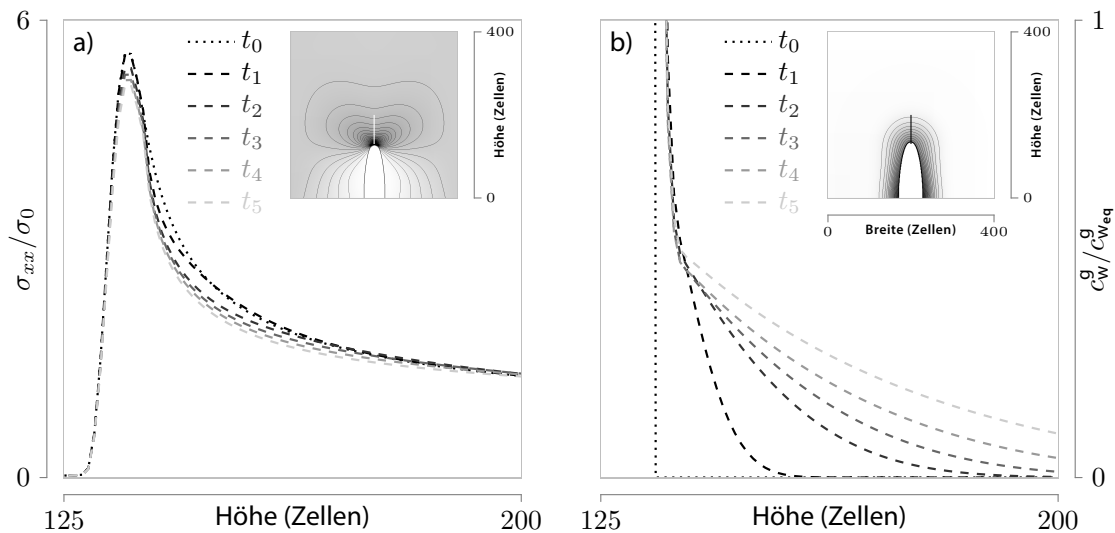 6
a)
t0
t1
t2
t3
t4
t5
400
Höhe (Zellen)
0
σxx/σ0
0
125
Höhe (Zellen)
200
b)
t0
t1
t2
t3
t4
t5
400
Höhe (Zellen)
0
0
Breite (Zellen)
400
1
c^g_w/c^g_weq
0
125
Höhe (Zellen)
200